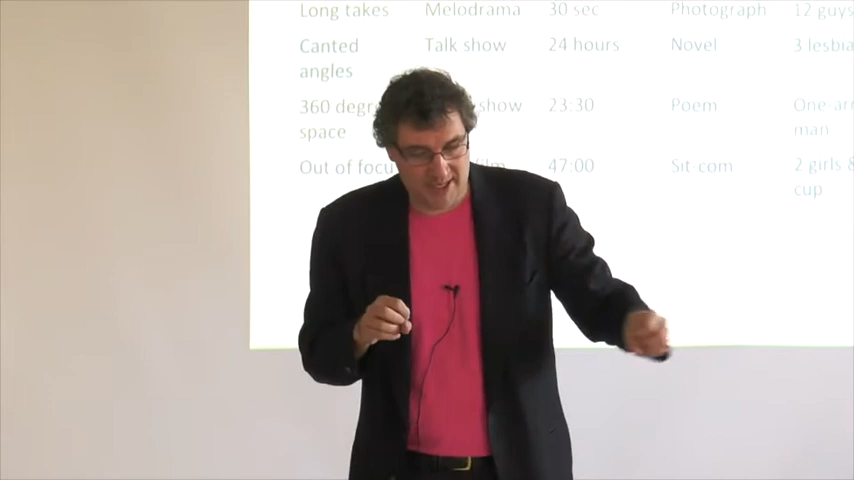 Long takes Melodrama 30 sec Photograph 12 guys
Canted Talk show 24 hours Novel 3 lesbia
angles
360 degr show 23:30 Poem One-ar
space man
Out of focu film 47:00 Sit-com 2 girls &
cup